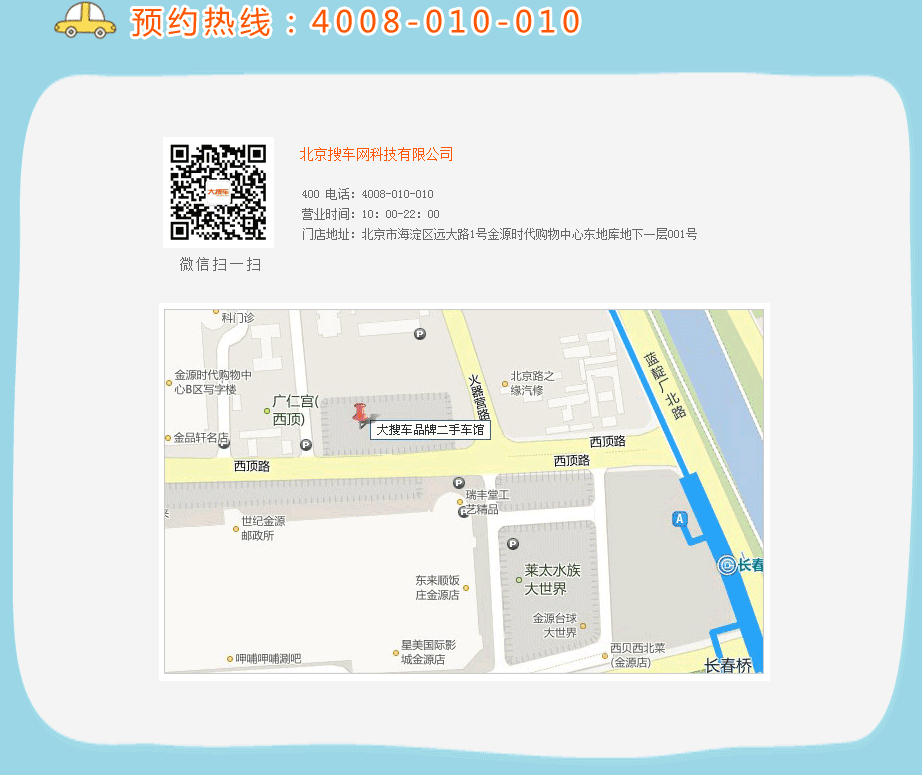 预约热线：4008-010-010
大搜车
北京搜车网科技有限公司
400 电话：4008-010-010
营业时间：10：00-22：00
门店地址：北京市海淀区远大路1号金源时代购物中心东地库地下一层001号
微信扫一扫
科门诊
P
蓝靛厂北路
金源时代购物中
心B区写字楼
火器营路
北京路之
缘汽修
广仁宫(
西顶)
大搜车品牌二手车馆
金品轩名店
P
P
西顶路
西顶路
西顶路
P
瑞丰堂工
艺精品
P
世纪金源
邮政所
A
P
长春
莱太水族
大世界
东来顺饭
庄金源店
金源台球
大世界
星美国际影
城金源店
西贝西北菜
(金源店)
呷哺呷哺涮吧
长春桥